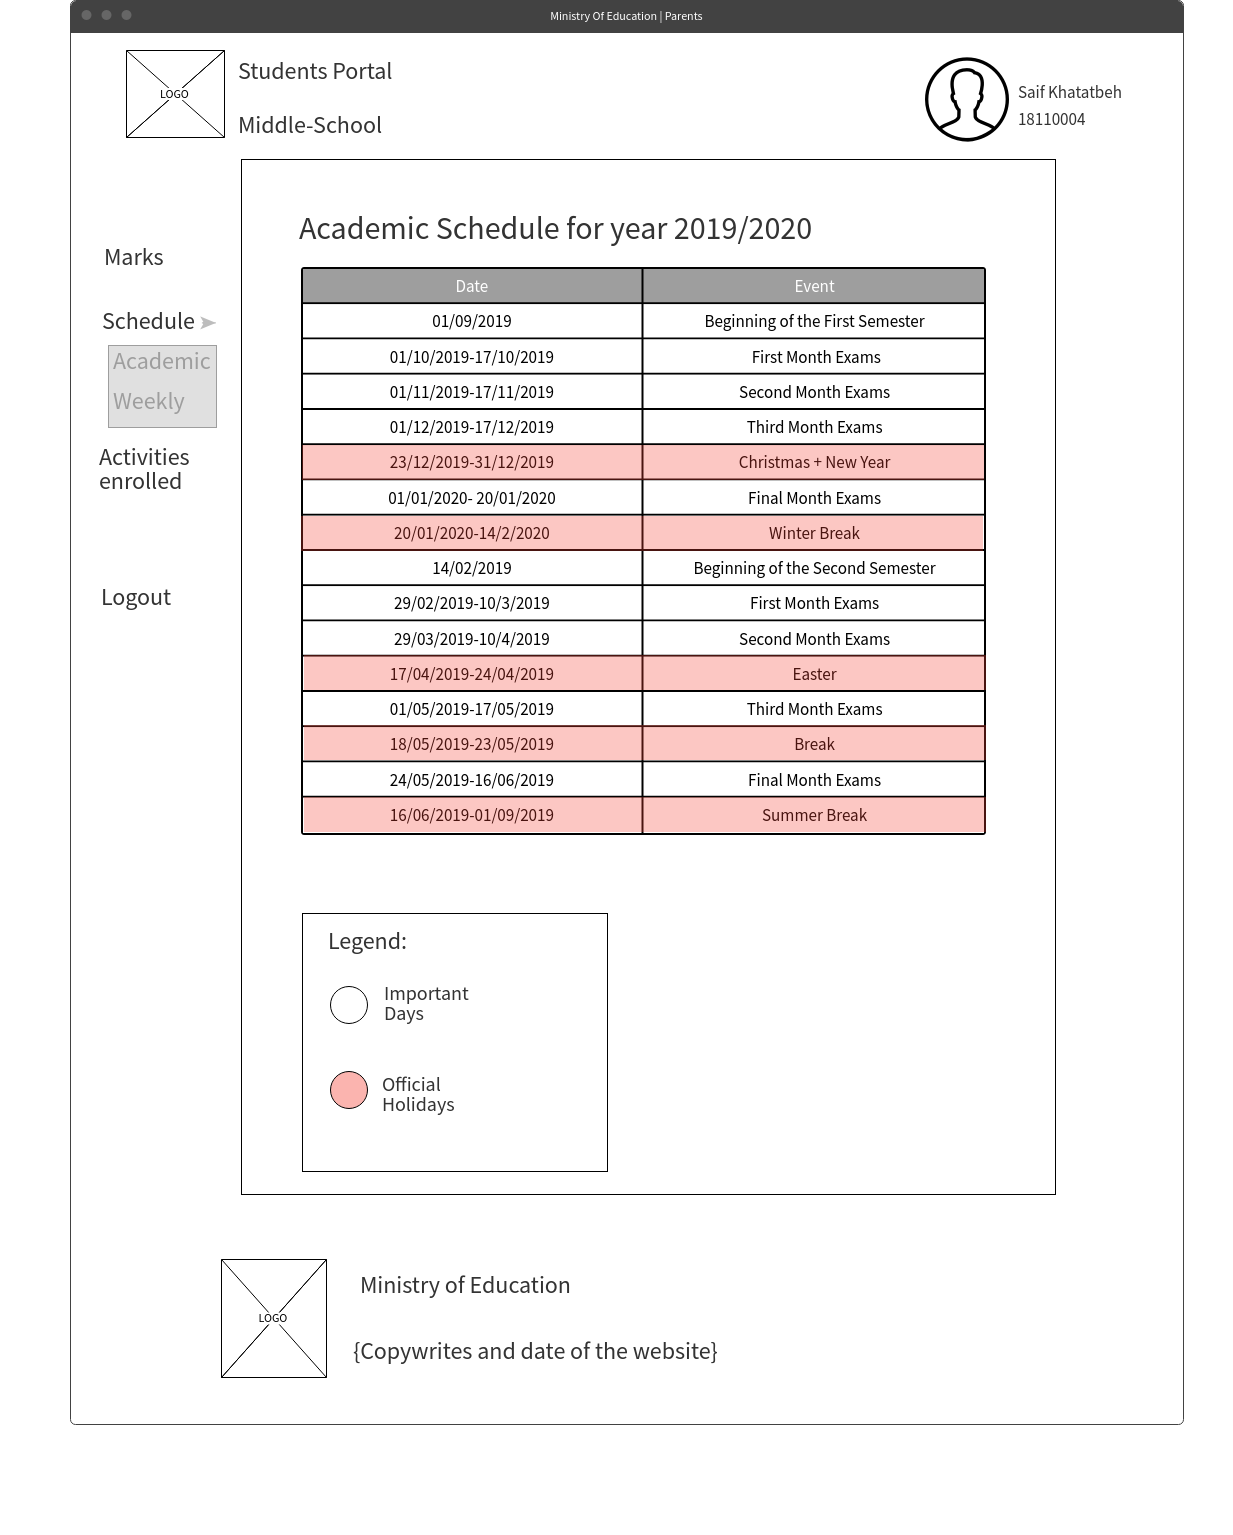 Ministry Of Education | Parents
LOGO
Students Portal
Middle-School
Saif Khatatbeh
18110004
Marks
Schedule
Academic
Weekly
Activities
enrolled
Logout
Academic Schedule for year 2019/2020
Date Event
01/09/2019 Beginning of the First Semester
01/10/2019-17/10/2019 First Month Exams
01/11/2019-17/11/2019 Second Month Exams
01/12/2019-17/12/2019 Third Month Exams
23/12/2019-31/12/2019 Christmas + New Year
01/01/2020- 20/01/2020 Final Month Exams
20/01/2020-14/2/2020 Winter Break
14/02/2019 Beginning of the Second Semester
29/02/2019-10/3/2019 First Month Exams
29/03/2019-10/4/2019 Second Month Exams
17/04/2019-24/04/2019 Easter
01/05/2019-17/05/2019 Third Month Exams
18/05/2019-23/05/2019 Break
24/05/2019-16/06/2019 Final Month Exams
16/06/2019-01/09/2019 Summer Break
Legend:
Important
Days
Official
Holidays
LOGO
Ministry of Education
{Copywrites and date of the website}